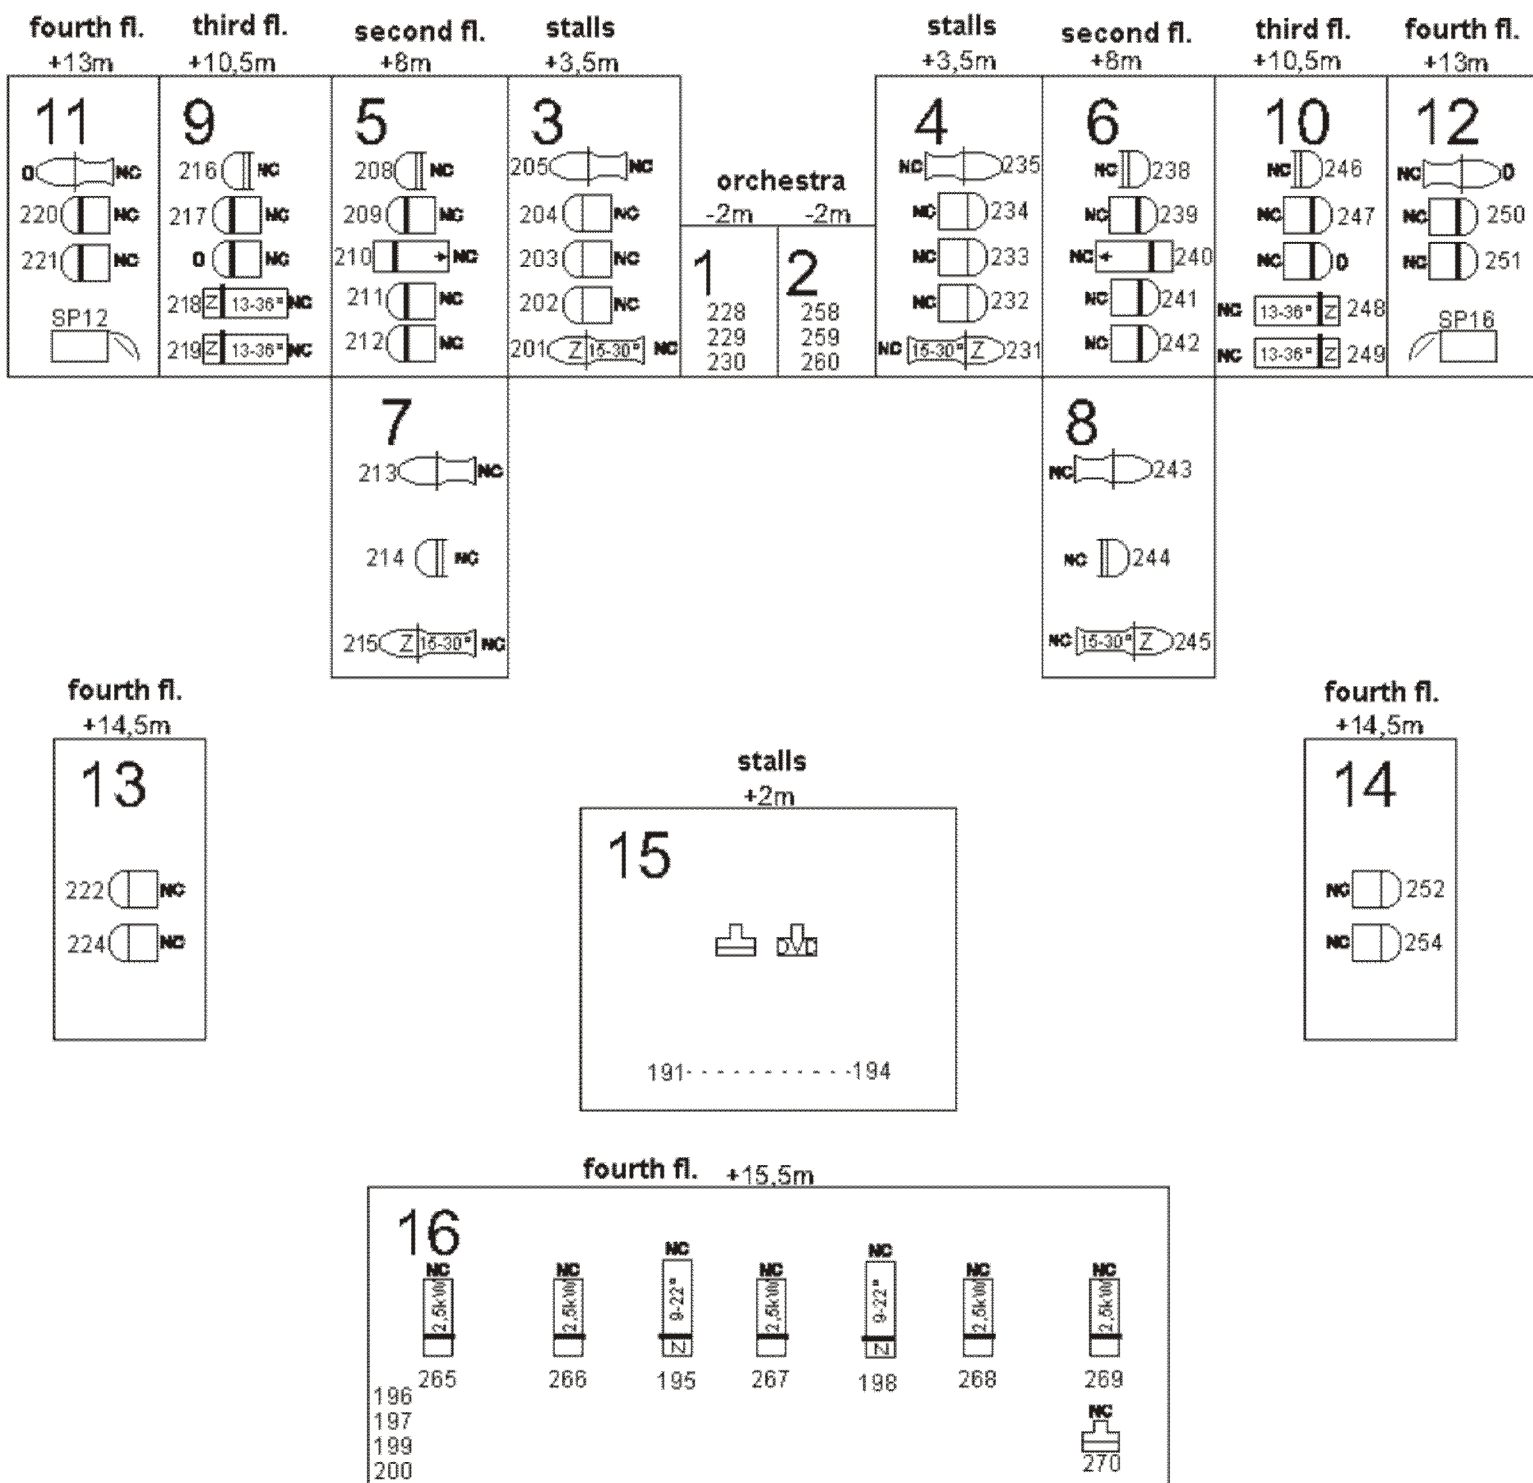 fourth fl. third fl. second fl. stalls stalls second fl. third fl. fourth fl.
+13m +10,5m +8m +3,5m +3,5m +8m +10,5m +13m
11 9 5 3 4 6 10 12
0 NC 216 NC 208 NC 205 NC NC 235 NC 238 NC 246 NC 0
orchestra
220 NC 217 NC 209 NC 204 NC -2m -2m NC 234 NC 239 NC 247 NC 250
221 NC 0 NC 210 NC 203 NC 1 2 NC 233 NC 240 NC 0 NC 251
218 Z 13-36° NC 211 NC 202 NC 228 258 NC 232 NC 241 NC 13-36° Z 248
SP12 229 259 SP16
219 Z 13-36° NC 212 NC 201 Z 15-30° NC 230 260 NC 15-30° Z 231 NC 242 NC 13-36° Z 249
7 8
213 NC NC 243
214 NC NC 244
215 Z 15-30° NC NC 15-30° Z 245
fourth fl. fourth fl.
+14,5m +14,5m
13 14
stalls
+2m
15
222 NC NC 252
224 NC NC 254
DVD
191 - - - - - - - - - - - 194
fourth fl. +15,5m
16
NC NC NC NC NC NC NC
2,5kW 2,5kW 9-22° 2,5kW 9-22° 2,5kW 2,5kW
Z Z
265 266 195 267 198 268 269
196
197 NC
199
200 270